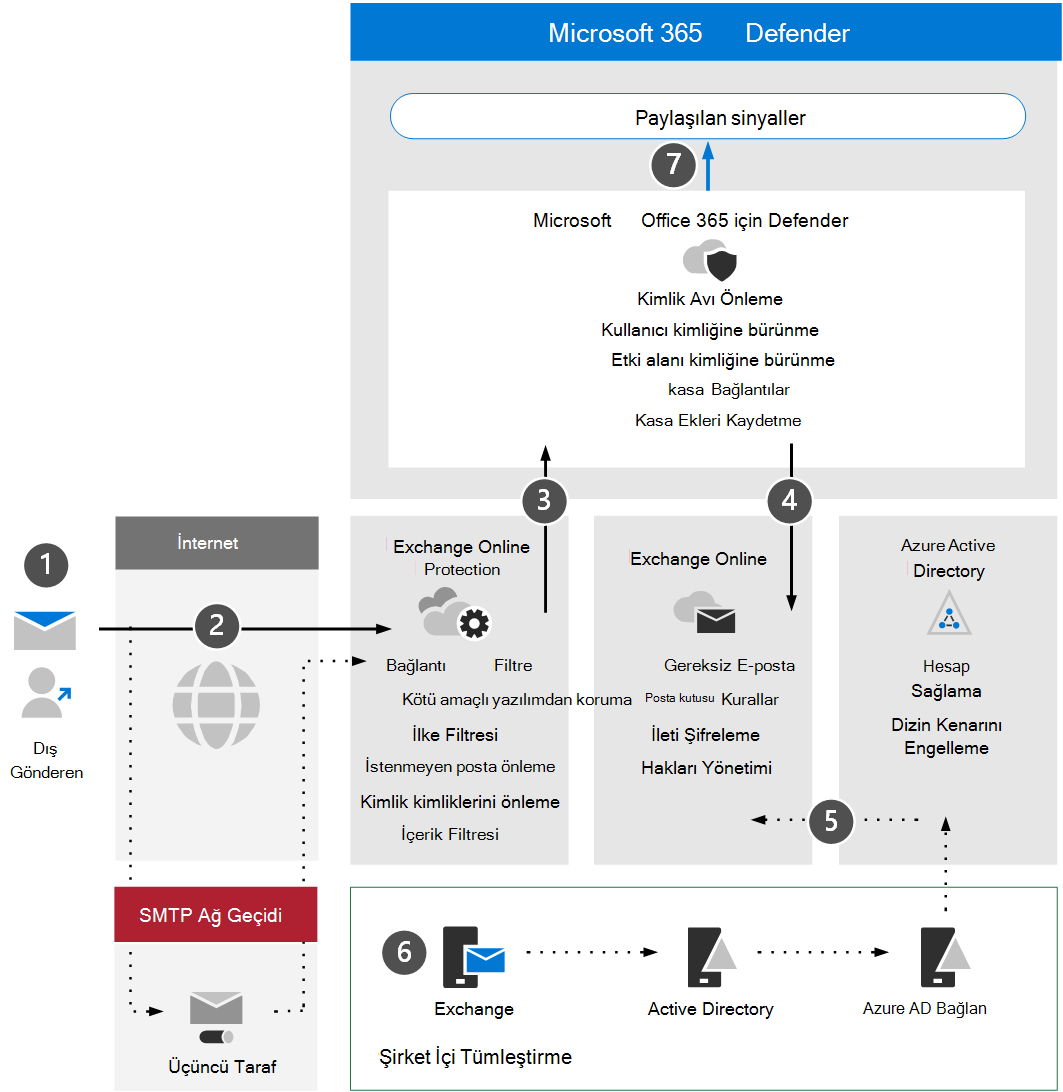 Microsoft 365 Defender
Paylaşılan sinyaller
7
Microsoft Office 365 için Defender
Kimlik Avı Önleme
Kullanıcı kimliğine bürünme
Etki alanı kimliğine bürünme
kasa Bağlantılar
Kasa Ekleri Kaydetme
3
4
1
Dış
Gönderen
İnternet
2
Exchange Online
Protection
Bağlantı Filtre
Kötü amaçlı yazılımdan koruma
İlke Filtresi
İstenmeyen posta önleme
Kimlik kimliklerini önleme
İçerik Filtresi
Exchange Online
Gereksiz E-posta
Posta kutusu Kurallar
İleti Şifreleme
Hakları Yönetimi
Azure Active
Directory
Hesap
Sağlama
Dizin Kenarını
Engelleme
5
SMTP Ağ Geçidi
Üçüncü Taraf
6
Exchange
Active Directory
Azure AD Bağlan
Şirket İçi Tümleştirme